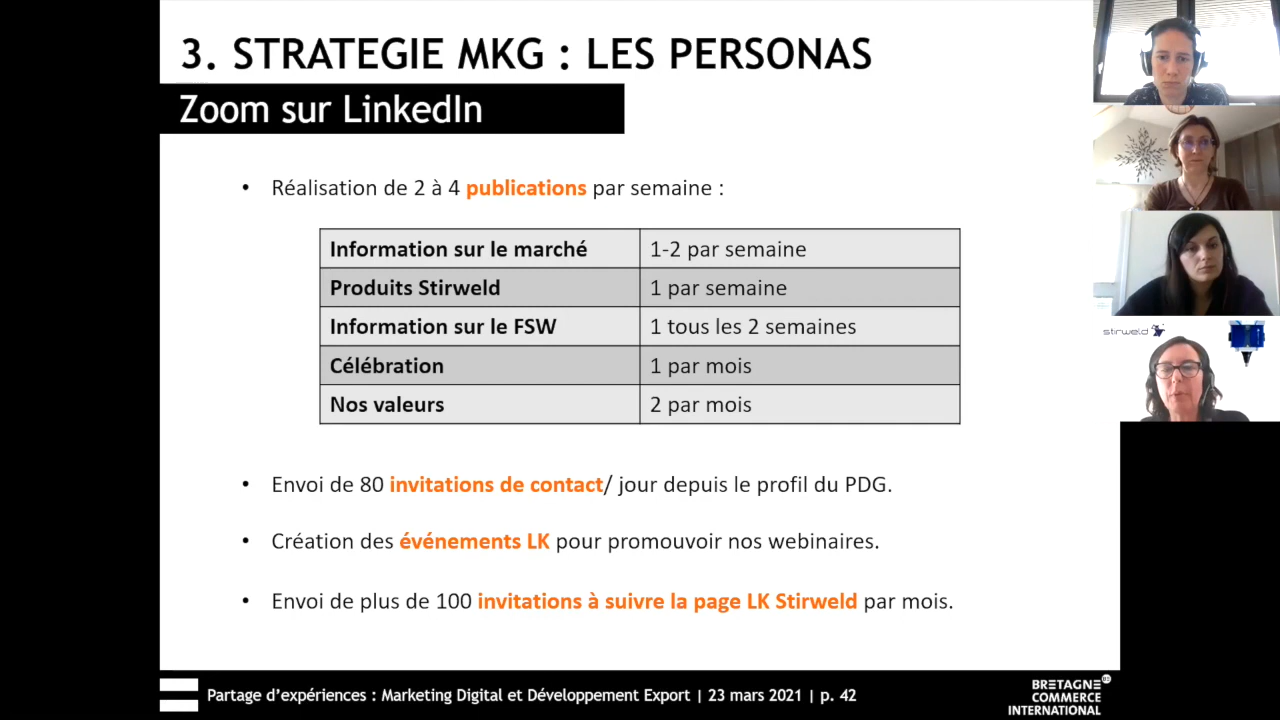 3. STRATEGIE MKG : LES PERSONAS
Zoom sur LinkedIn
• Réalisation de 2 à 4 publications par semaine :
Information sur le marché 1-2 par semaine
Produits Stirweld 1 par semaine
Information sur le FSW 1 tous les 2 semaines
Célébration 1 par mois
Nos valeurs 2 par mois
• Envoi de 80 invitations de contact/ jour depuis le profil du PDG.
• Création des événements LK pour promouvoir nos webinaires.
• Envoi de plus de 100 invitations à suivre la page LK Stirweld par mois.
Partage d'expériences : Marketing Digital et Développement Export | 23 mars 2021 | p. 42
BRETAGNE
COMMERCE
INTERNATIONAL
stirweld